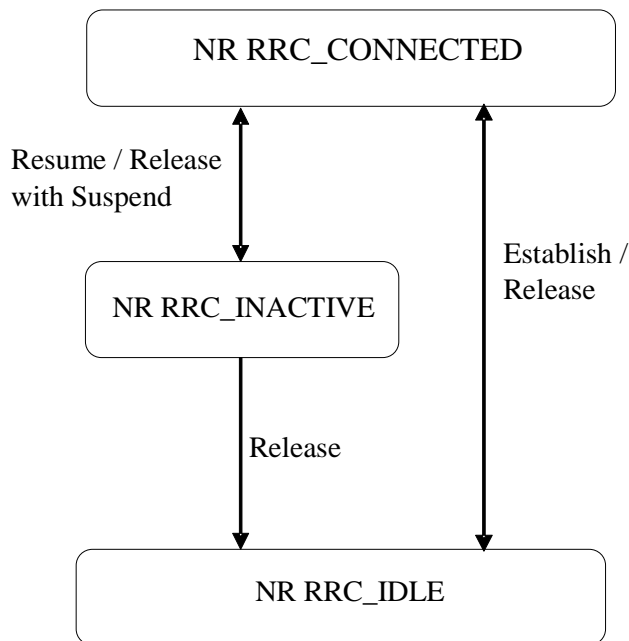 NR RRC_CONNECTED
Resume / Release
with Suspend
Establish /
Release
NR RRC_INACTIVE
Release
NR RRC_IDLE